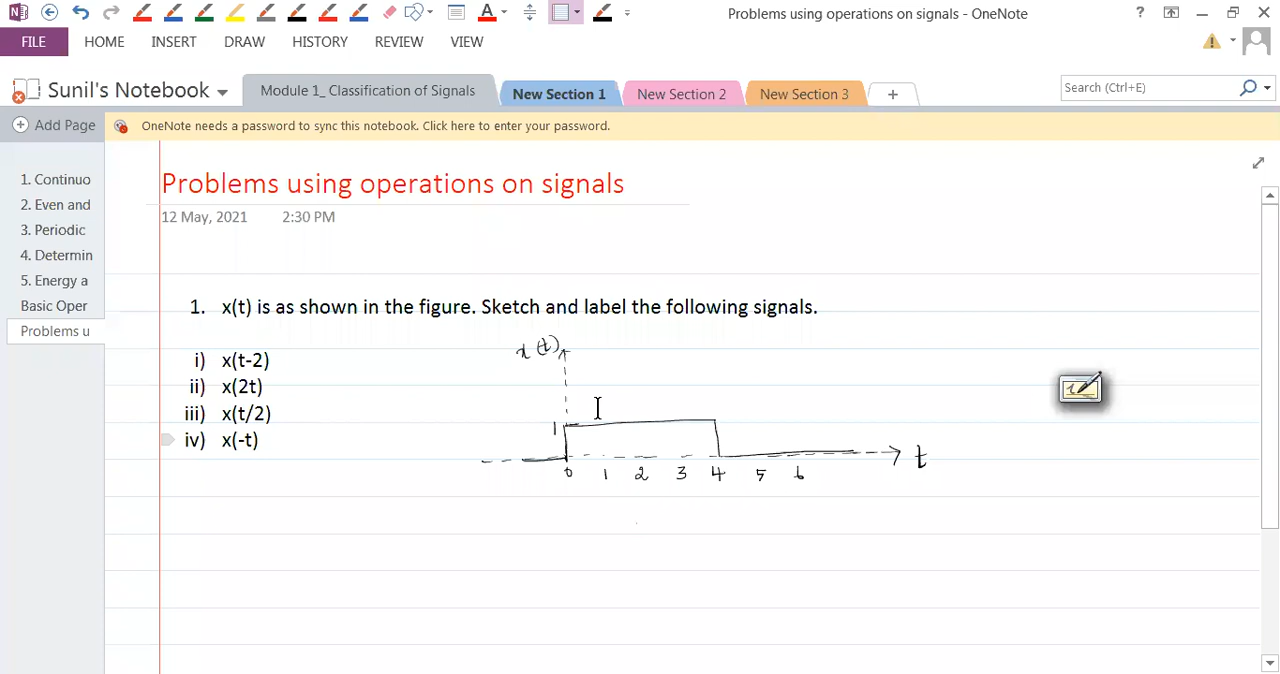 Problems using operations on signals - OneNote
FILE HOME INSERT DRAW HISTORY REVIEW VIEW
Sunil's Notebook Module 1_ Classification of Signals New Section 1 New Section 2 New Section 3 + Search (Ctrl+E)
Add Page OneNote needs a password to sync this notebook. Click here to enter your password.
1. Continuo
2. Even and
3. Periodic
4. Determin
5. Energy a
Basic Oper
Problems u
Problems using operations on signals
12 May, 2021 2:30 PM
1. x(t) is as shown in the figure. Sketch and label the following signals.
i) x(t-2)
ii) x(2t)
iii) x(t/2)
iv) x(-t)
x(t)
1
0 1 2 3 4 5 6 t